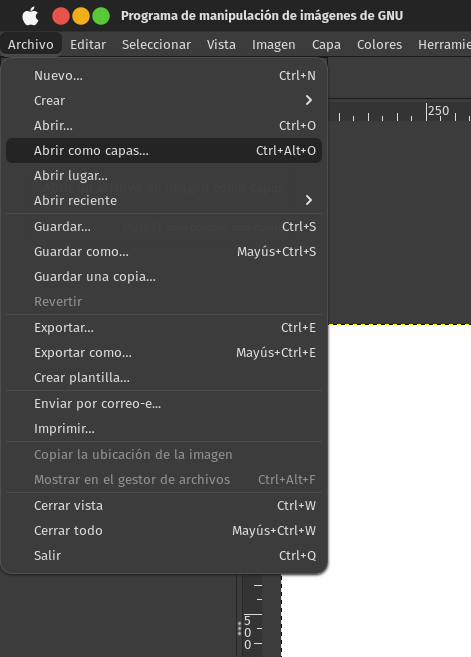 Programa de manipulación de imágenes de GNU
Archivo Editar Seleccionar Vista Imagen Capa Colores Herramie
Nuevo... Ctrl+N
Crear
Abrir... Ctrl+O
Abrir como capas... Ctrl+Alt+O
Abrir lugar...
Abrir reciente
Guardar... Ctrl+S
Guardar como... Mayús+Ctrl+S
Guardar una copia...
Revertir
Exportar... Ctrl+E
Exportar como... Mayús+Ctrl+E
Crear plantilla...
Enviar por correo-e...
Imprimir...
Copiar la ubicación de la imagen
Mostrar en el gestor de archivos Ctrl+Alt+F
Cerrar vista Ctrl+W
Cerrar todo Mayús+Ctrl+W
Salir Ctrl+Q
250
500